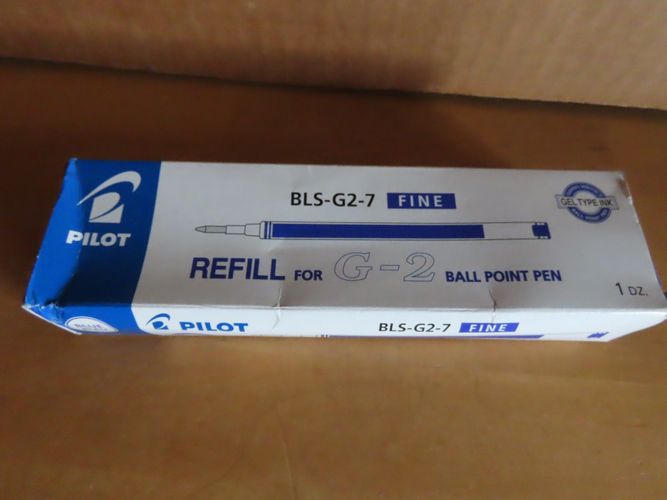 BLS-G2-7 FINE
GEL TYPE INK
PILOT
REFILL FOR G-2 BALL POINT PEN
1 DZ.
BLUE
PILOT
BLS-G2-7 FINE